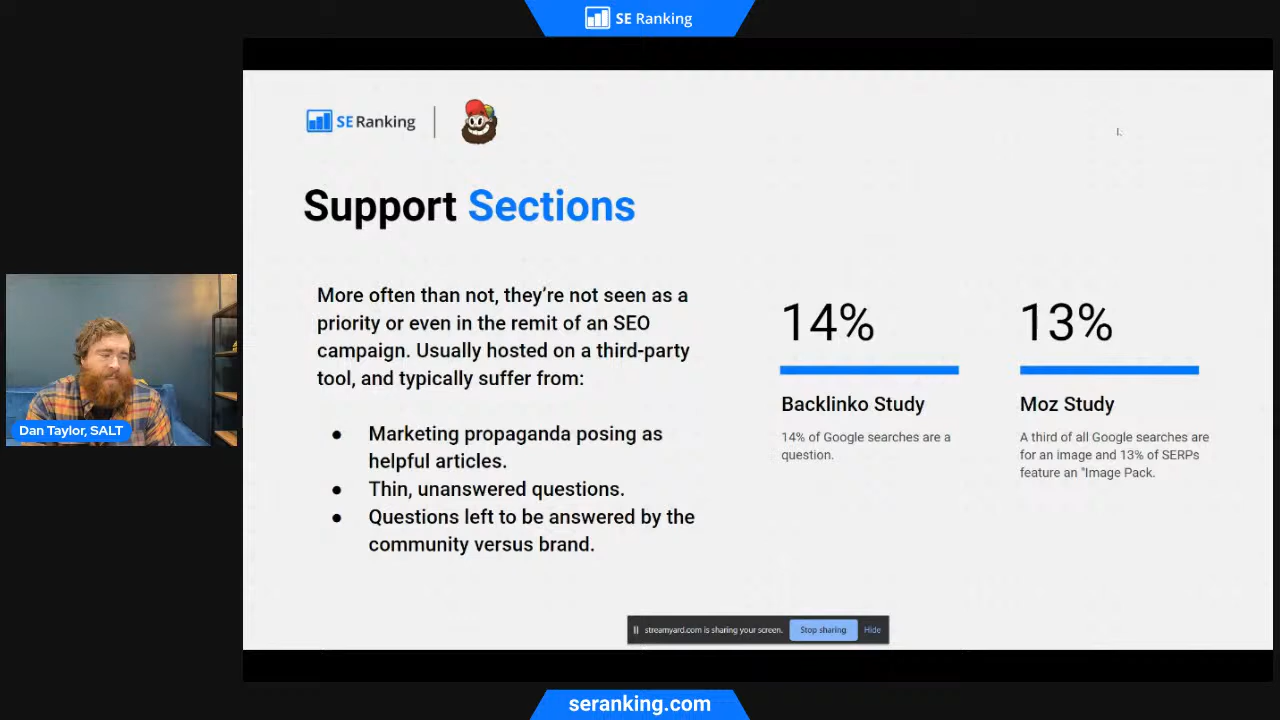 SE Ranking
SE Ranking
Support Sections
More often than not, they're not seen as a
priority or even in the remit of an SEO
campaign. Usually hosted on a third-party
tool, and typically suffer from:
● Marketing propaganda posing as
helpful articles.
● Thin, unanswered questions.
● Questions left to be answered by the
community versus brand.
14%
Backlinko Study
14% of Google searches are a
question.
13%
Moz Study
A third of all Google searches are
for an image and 13% of SERPs
feature an "Image Pack.
Dan Taylor, SALT
streamyard.com is sharing your screen. Stop sharing Hide
seranking.com